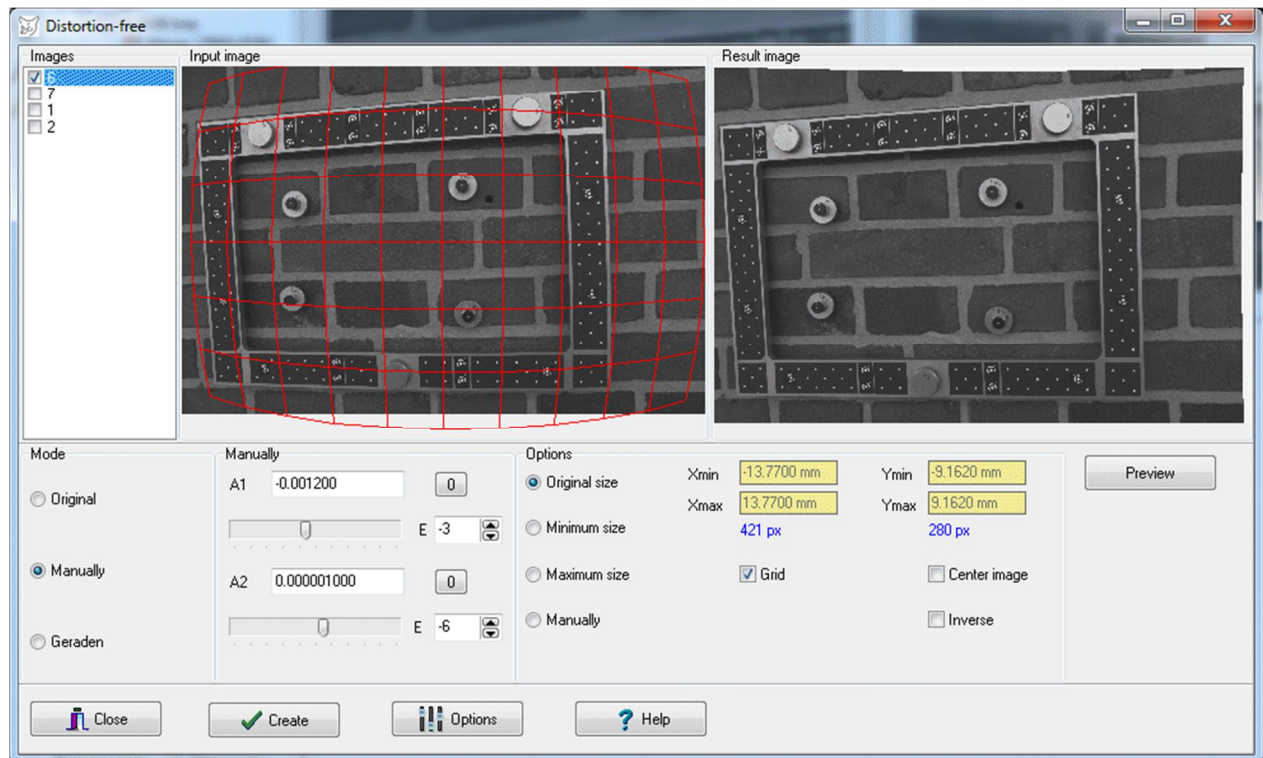 Distortion-free
Images
6
7
1
2
Input image
Result image
Mode
Original
Manually
Geraden
Manually
A1 -0.001200 0
E -3
A2 0.000001000 0
E -6
Options
Original size
Minimum size
Maximum size
Manually
Xmin -13.7700 mm Ymin -9.1620 mm
Xmax 13.7700 mm Ymax 9.1620 mm
421 px 280 px
Grid Center image
Inverse
Preview
Close Create Options Help